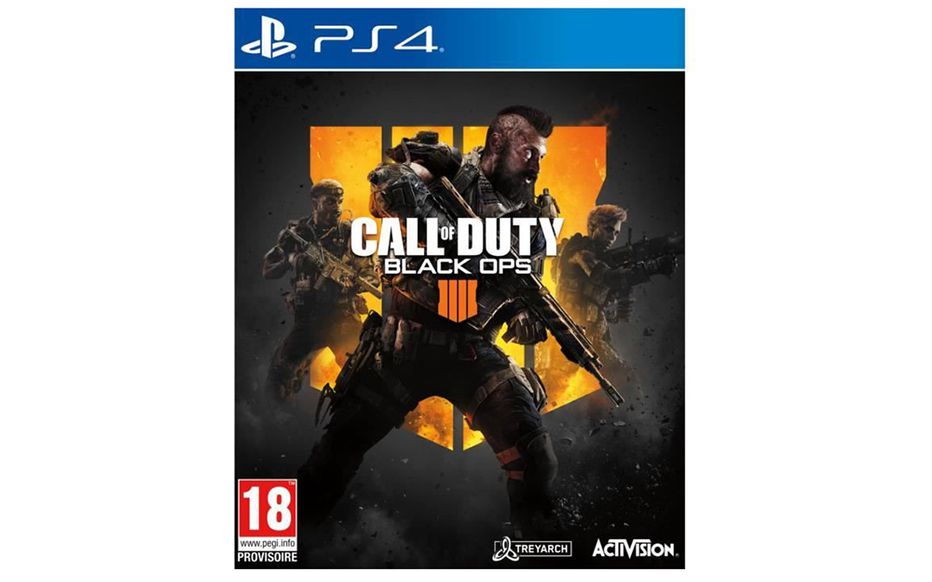 PS4
CALL OF DUTY
BLACK OPS
IIII
18
www.pegi.info
PROVISOIRE
TREYARCH
ACTIVISION